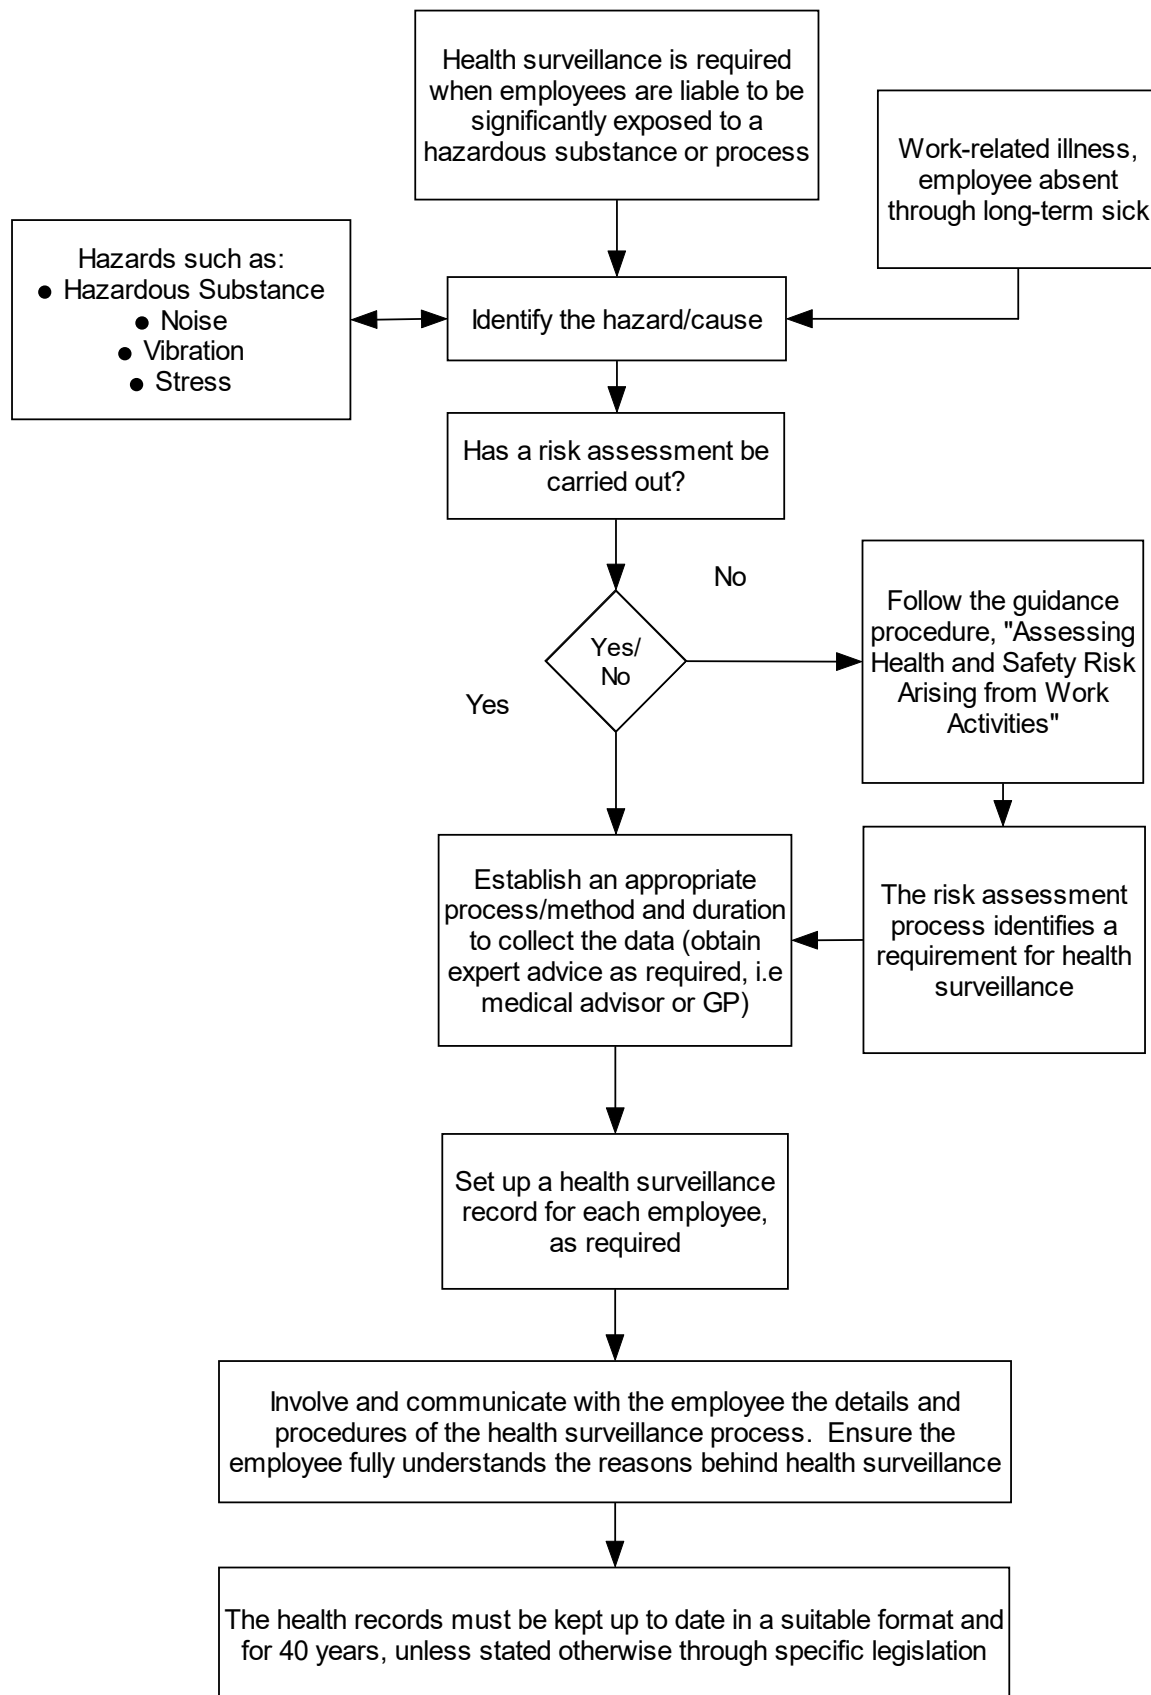 Health surveillance is required
when employees are liable to be
significantly exposed to a
hazardous substance or process
Work-related illness,
employee absent
through long-term sick
Hazards such as:
● Hazardous Substance
● Noise
● Vibration
● Stress
Identify the hazard/cause
Has a risk assessment be
carried out?
No
Yes/
No
Yes
Follow the guidance
procedure, "Assessing
Health and Safety Risk
Arising from Work
Activities"
Establish an appropriate
process/method and duration
to collect the data (obtain
expert advice as required, i.e
medical advisor or GP)
The risk assessment
process identifies a
requirement for health
surveillance
Set up a health surveillance
record for each employee,
as required
Involve and communicate with the employee the details and
procedures of the health surveillance process.  Ensure the
employee fully understands the reasons behind health surveillance
The health records must be kept up to date in a suitable format and
for 40 years, unless stated otherwise through specific legislation